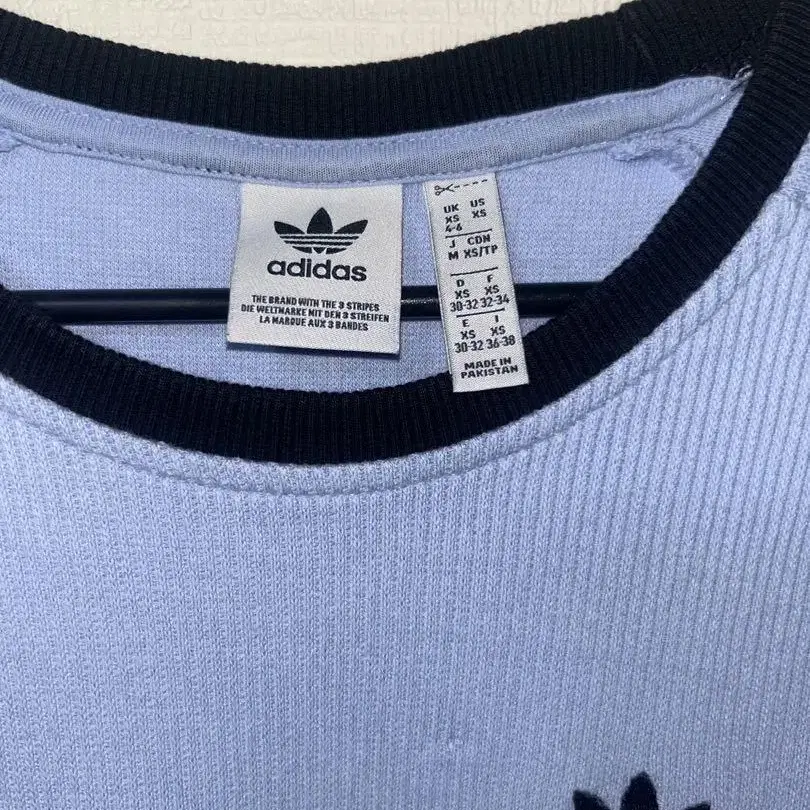 adidas
THE BRAND WITH THE 3 STRIPES
DIE WELTMARKE MIT DEN 3 STREIFEN
LA MARQUE AUX 3 BANDES
UK US
XS XS
4-6
J CDN
M XS/TP
D F
XS XS
30-32 32-34
E I
XS XS
30-32 36-38
MADE IN
PAKISTAN